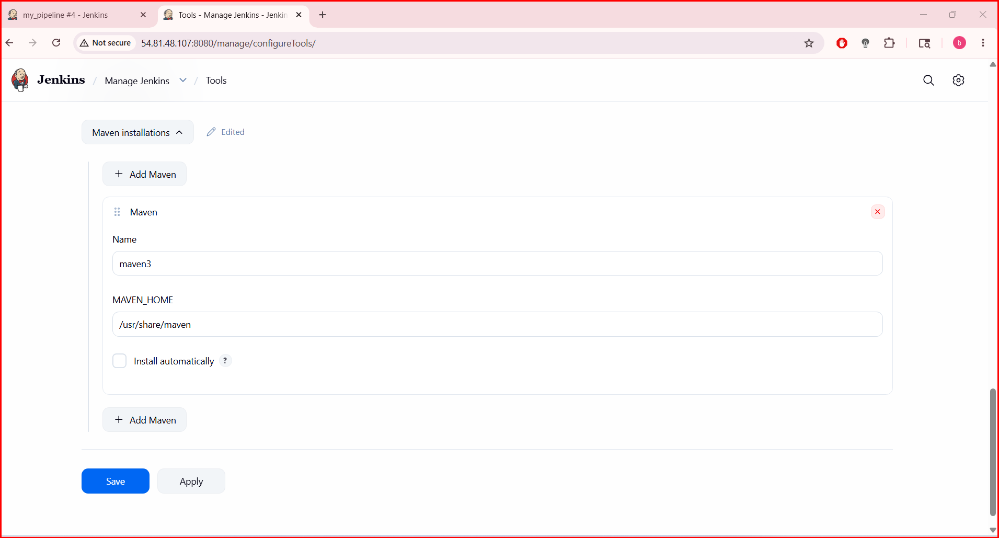 my_pipeline #4 - Jenkins
Tools - Manage Jenkins - Jenkin
Not secure
54.81.48.107:8080/manage/configureTools/
b
Jenkins / Manage Jenkins / Tools
Maven installations
Edited
+ Add Maven
Maven
Name
maven3
MAVEN_HOME
/usr/share/maven
Install automatically ?
+ Add Maven
Save
Apply